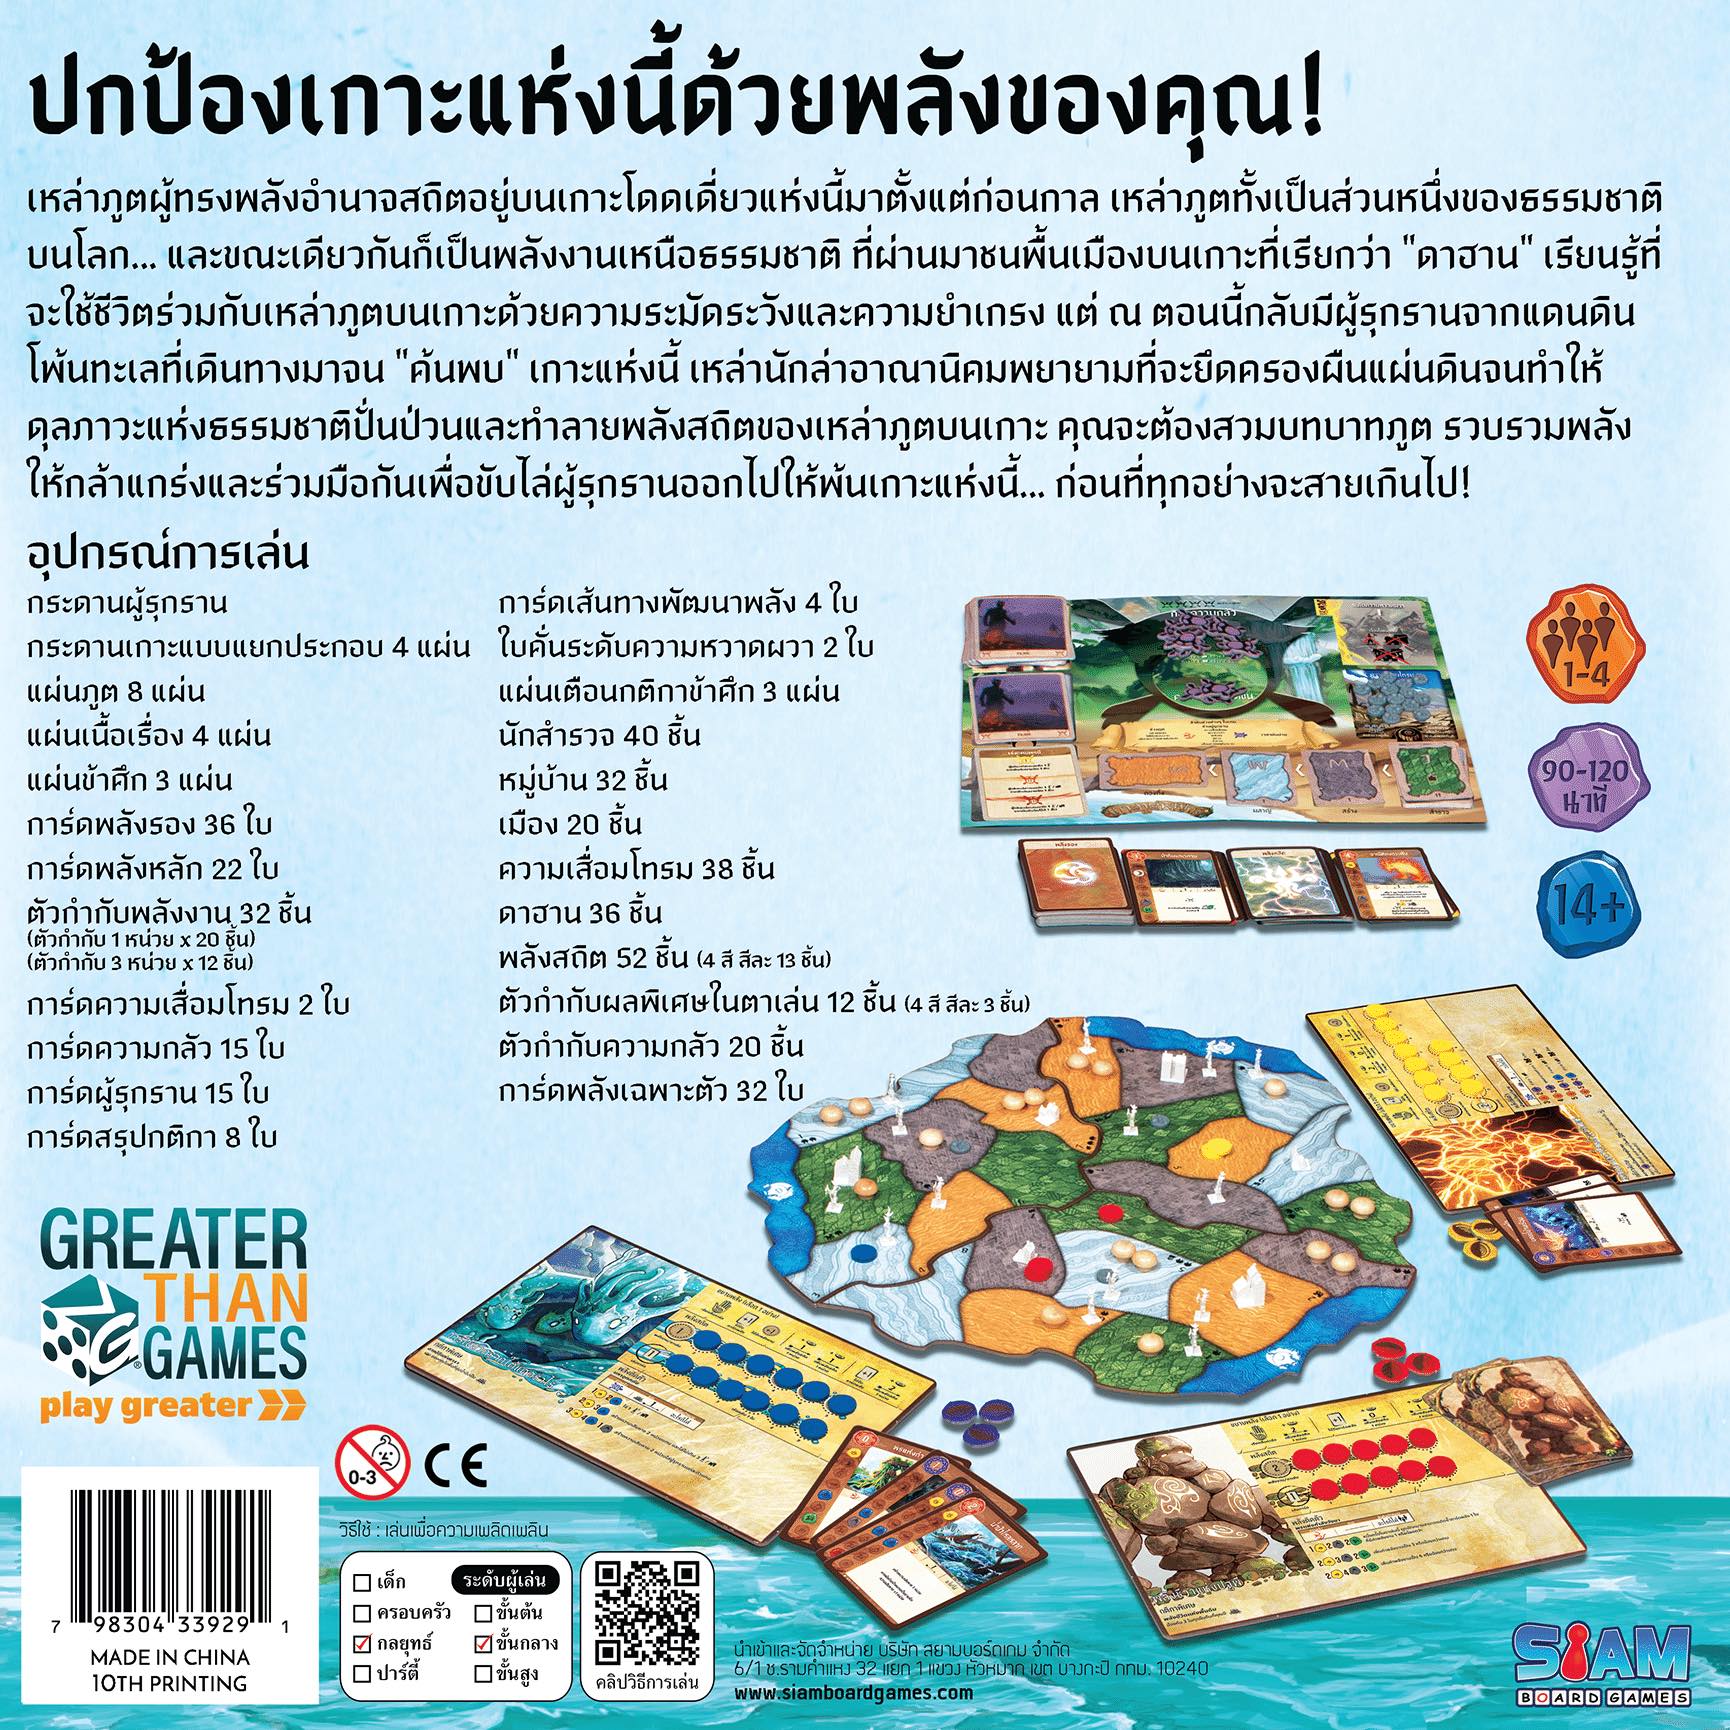 ปกป้องเกาะแห่งนี้ด้วยพลังของคุณ!
เหล่าภูตผู้ทรงพลังอำนาจสถิตอยู่บนเกาะโดดเดี่ยวแห่งนี้มาตั้งแต่ก่อนกาล เหล่าภูตทั้งเป็นส่วนหนึ่งของธรรมชาติ
บนโลก... และขณะเดียวกันก็เป็นพลังงานเหนือธรรมชาติ ที่ผ่านมาชนพื้นเมืองบนเกาะที่เรียกว่า "ดาฮาน" เรียนรู้ที่
จะใช้ชีวิตร่วมกับเหล่าภูตบนเกาะด้วยความระมัดระวังและความยำเกรง แต่ ณ ตอนนี้กลับมีผู้รุกรานจากแดนดิน
โพ้นทะเลที่เดินทางมาจน "ค้นพบ" เกาะแห่งนี้ เหล่านักล่าอาณานิคมพยายามที่จะยึดครองผืนแผ่นดินจนทำให้
ดุลภาวะแห่งธรรมชาติปั่นป่วนและทำลายพลังสถิตของเหล่าภูตบนเกาะ คุณจะต้องสวมบทบาทภูต รวบรวมพลัง
ให้กล้าแกร่งและร่วมมือกันเพื่อขับไล่ผู้รุกรานออกไปให้พ้นเกาะแห่งนี้... ก่อนที่ทุกอย่างจะสายเกินไป!
อุปกรณ์การเล่น
กระดานผู้รุกราน
กระดานเกาะแบบแยกประกอบ 4 แผ่น
แผ่นภูต 8 แผ่น
แผ่นเนื้อเรื่อง 4 แผ่น
แผ่นข้าศึก 3 แผ่น
การ์ดพลังรอง 36 ใบ
การ์ดพลังหลัก 22 ใบ
ตัวกำกับพลังงาน 32 ชิ้น
(ตัวกำกับ 1 หน่วย x 20 ชิ้น)
(ตัวกำกับ 3 หน่วย x 12 ชิ้น)
การ์ดความเสื่อมโทรม 2 ใบ
การ์ดความกลัว 15 ใบ
การ์ดผู้รุกราน 15 ใบ
การ์ดสรุปกติกา 8 ใบ
การ์ดเส้นทางพัฒนาพลัง 4 ใบ
ใบคั่นระดับความหวาดผวา 2 ใบ
แผ่นเตือนกติกาข้าศึก 3 แผ่น
นักสำรวจ 40 ชิ้น
หมู่บ้าน 32 ชิ้น
เมือง 20 ชิ้น
ความเสื่อมโทรม 38 ชิ้น
ดาฮาน 36 ชิ้น
พลังสถิต 52 ชิ้น (4 สี สีละ 13 ชิ้น)
ตัวกำกับผลพิเศษในตาเล่น 12 ชิ้น (4 สี สีละ 3 ชิ้น)
ตัวกำกับความกลัว 20 ชิ้น
การ์ดพลังเฉพาะตัว 32 ใบ
1-4
90-120
นาที
14+
GREATER
THAN
GAMES
play greater
0-3
CE
วิธีใช้ : เล่นเพื่อความเพลิดเพลิน
เด็ก
ครอบครัว
กลยุทธ์
ปาร์ตี้
ระดับผู้เล่น
ขั้นต้น
ขั้นกลาง
ขั้นสูง
คลิปวิธีการเล่น
7 98304 33929 1
MADE IN CHINA
10TH PRINTING
นำเข้าและจัดจำหน่าย บริษัท สยามบอร์ดเกม จำกัด
6/1 ซ.รามคำแหง 32 แยก 1 แขวง หัวหมาก เขต บางกะปิ กทม. 10240
www.siamboardgames.com
SIAM
BOARD GAMES